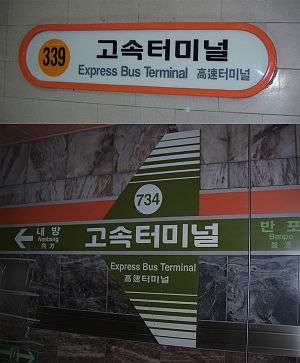 339
고속터미널
Express Bus Terminal 高速터미널
734
내방
Naebang
고속터미널
반포
Banpo
Express Bus Terminal
高速터미널